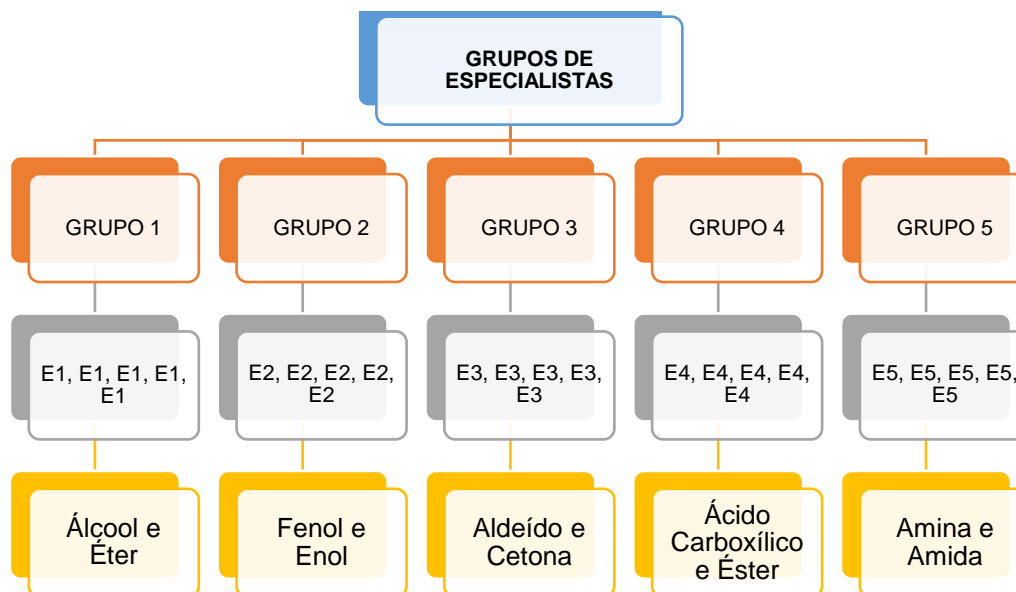 GRUPOS DE
ESPECIALISTAS
GRUPO 1
GRUPO 2
GRUPO 3
GRUPO 4
GRUPO 5
E1, E1, E1, E1,
E1
E2, E2, E2, E2,
E2
E3, E3, E3, E3,
E3
E4, E4, E4, E4,
E4
E5, E5, E5, E5,
E5
Álcool e
Éter
Fenol e
Enol
Aldeído e
Cetona
Ácido
Carboxílico
e Éster
Amina e
Amida